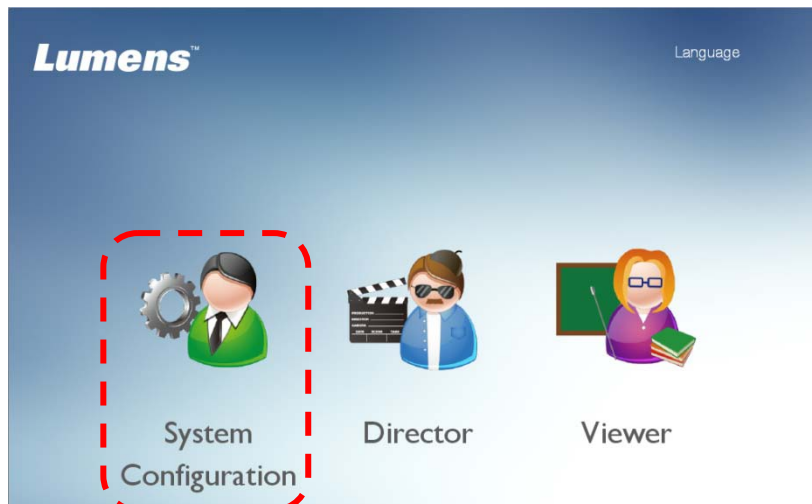 Lumens™
Language
System
Configuration
Director
Viewer